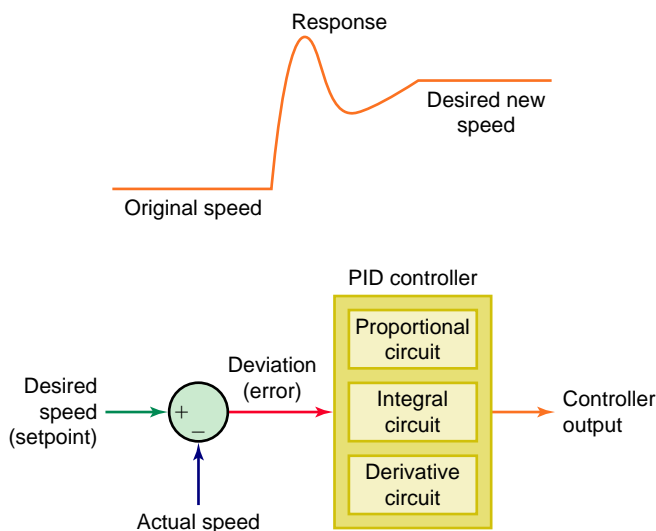 Response
Desired new
speed
Original speed
PID controller
Proportional
circuit
Deviation
(error)
Desired
speed
(setpoint)
+
−
Integral
circuit
Controller
output
Derivative
circuit
Actual speed